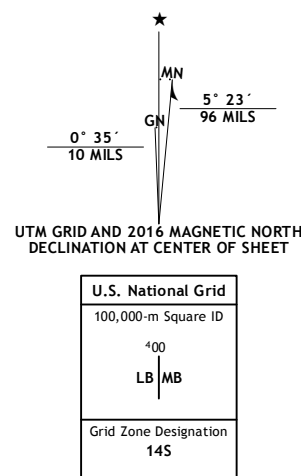 ★
MN
5° 23´
96 MILS
GN
0° 35´
10 MILS
UTM GRID AND 2016 MAGNETIC NORTH
DECLINATION AT CENTER OF SHEET
U.S. National Grid
100,000-m Square ID
⁴00
LB MB
Grid Zone Designation
14S